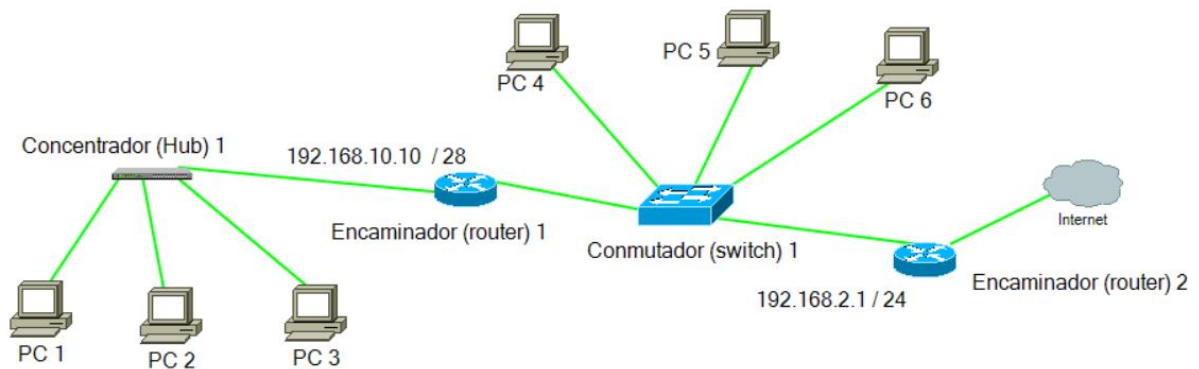 PC 4
PC 5
PC 6
Concentrador (Hub) 1
192.168.10.10 / 28
Encaminador (router) 1
Conmutador (switch) 1
Internet
192.168.2.1 / 24
Encaminador (router) 2
PC 1
PC 2
PC 3